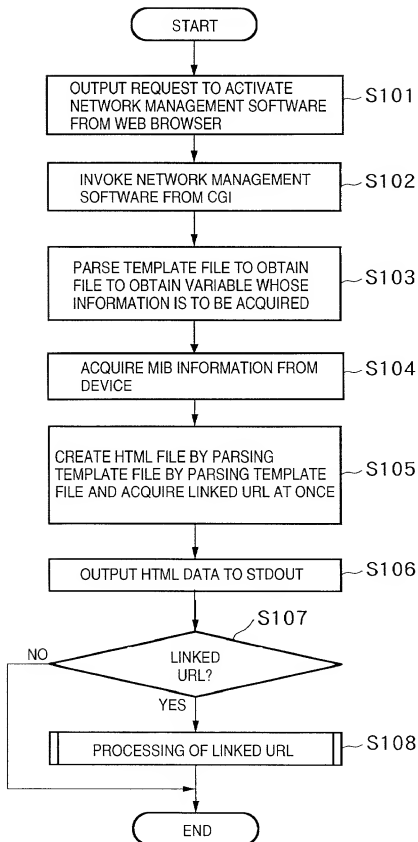 START
OUTPUT REQUEST TO ACTIVATE
NETWORK MANAGEMENT SOFTWARE
FROM WEB BROWSER
S101
INVOKE NETWORK MANAGEMENT
SOFTWARE FROM CGI
S102
PARSE TEMPLATE FILE TO OBTAIN
FILE TO OBTAIN VARIABLE WHOSE
INFORMATION IS TO BE ACQUIRED
S103
ACQUIRE MIB INFORMATION FROM
DEVICE
S104
CREATE HTML FILE BY PARSING
TEMPLATE FILE BY PARSING TEMPLATE
FILE AND ACQUIRE LINKED URL AT ONCE
S105
OUTPUT HTML DATA TO STDOUT
S106
S107
NO
LINKED
URL?
YES
PROCESSING OF LINKED URL
S108
END